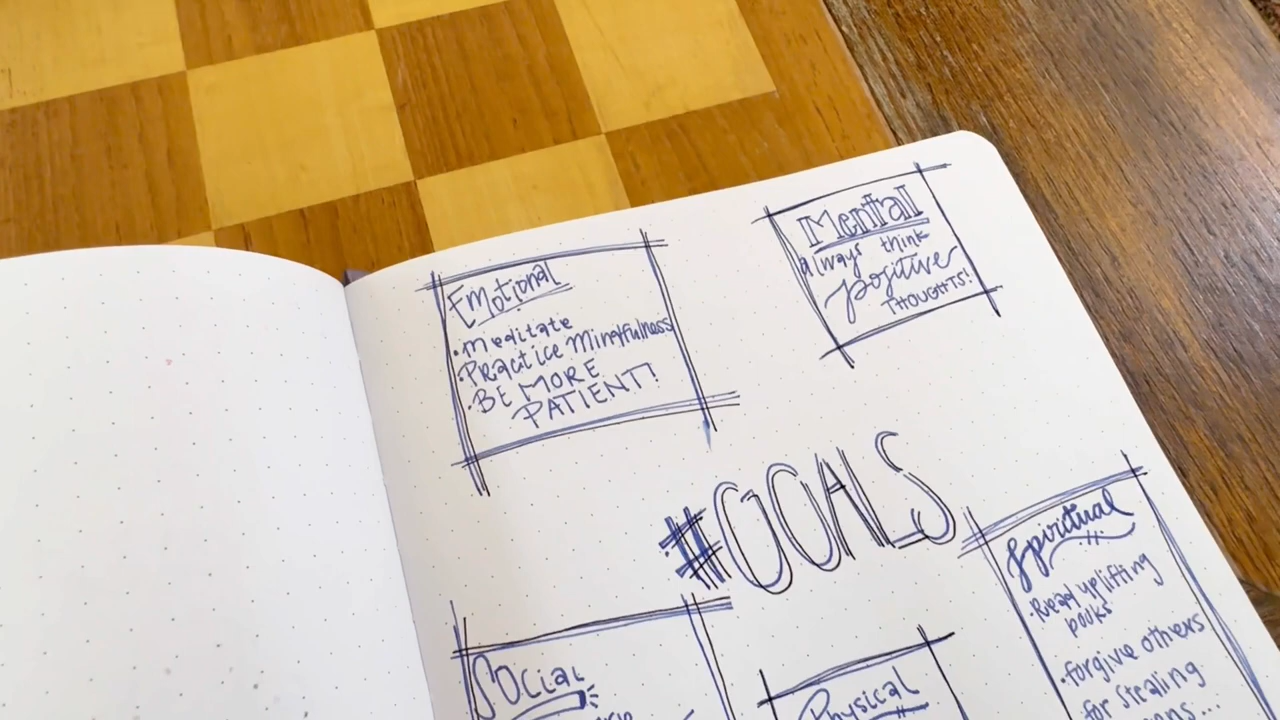 Emotional
• meditate
• Practice Mindfulness
• BE MORE
PATIENT!
Mental
always think
positive
THOUGHTS!
#GOALS
Spiritual
• Read uplifting
books
• forgive others
for stealing
Social
Physical